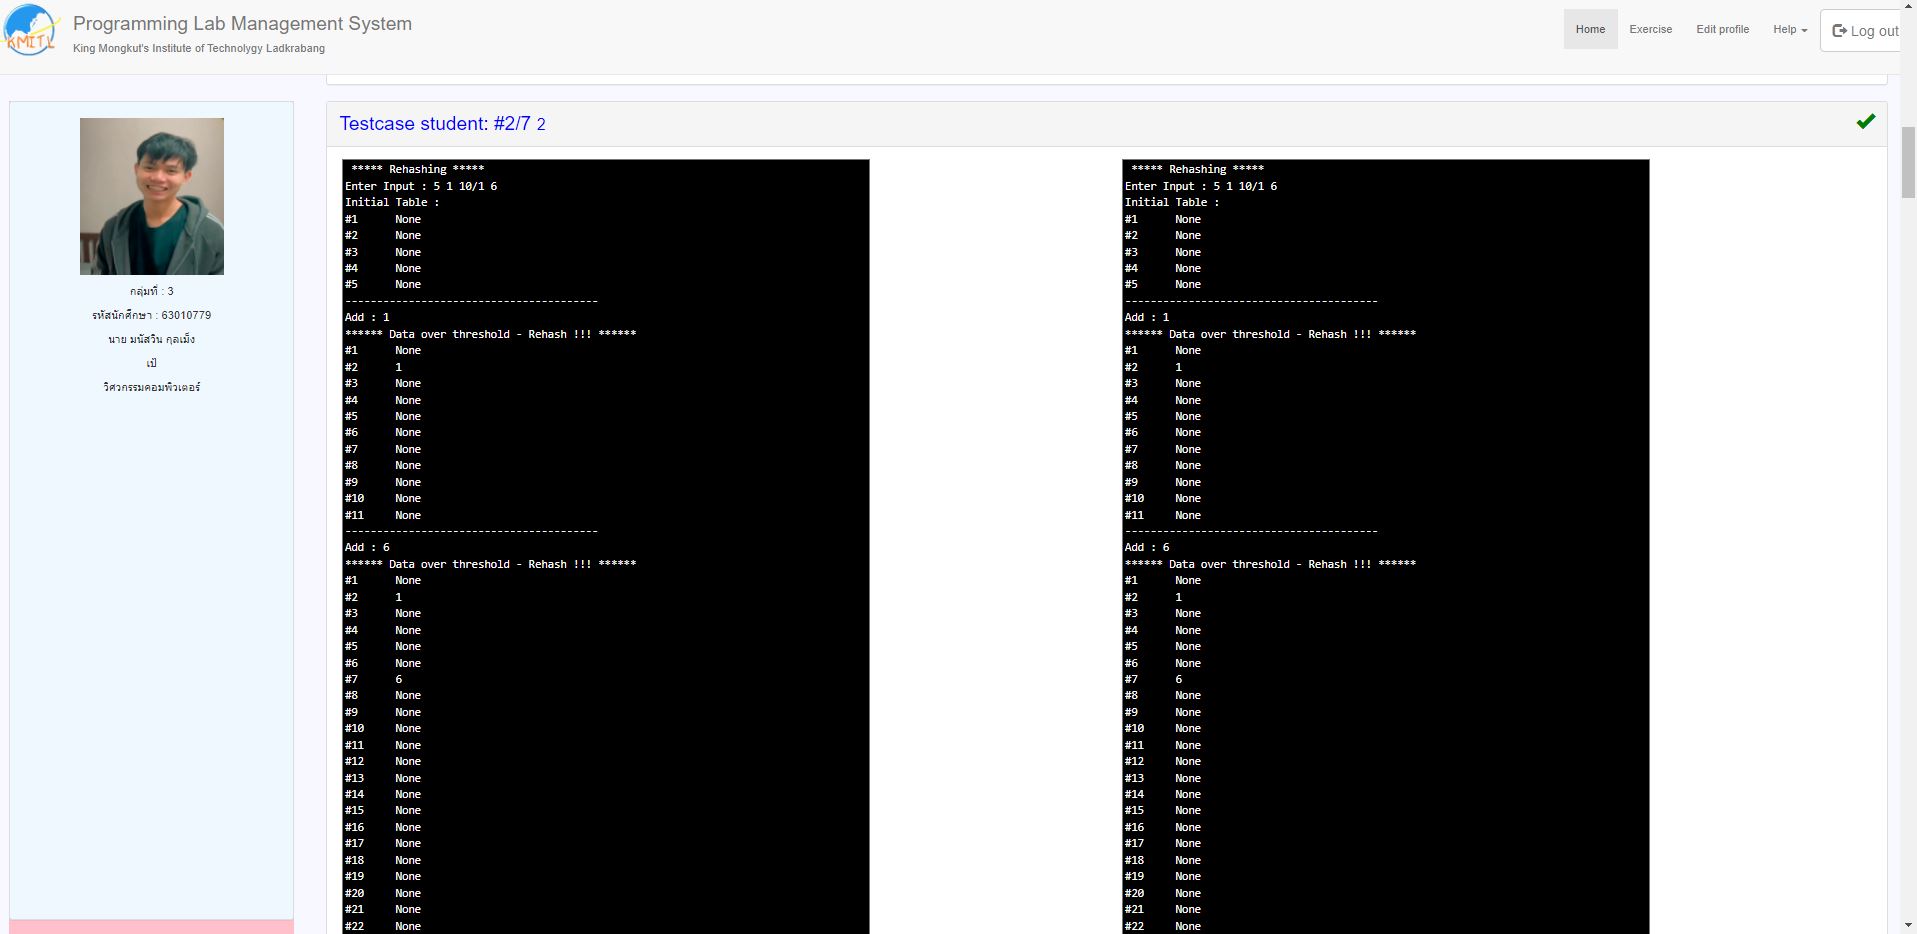 KMITL
Programming Lab Management System
King Mongkut's Institute of Technolygy Ladkrabang
Home
Exercise
Edit profile
Help
Log out
กลุ่มที่ : 3
รหัสนักศึกษา : 63010779
นาย มนัสวิน กุลเม็ง
เป้
วิศวกรรมคอมพิวเตอร์
Testcase student: #2/7 2
***** Rehashing *****
Enter Input : 5 1 10/1 6
Initial Table :
#1 None
#2 None
#3 None
#4 None
#5 None
----------------------------------------
Add : 1
****** Data over threshold - Rehash !!! ******
#1 None
#2 1
#3 None
#4 None
#5 None
#6 None
#7 None
#8 None
#9 None
#10 None
#11 None
----------------------------------------
Add : 6
****** Data over threshold - Rehash !!! ******
#1 None
#2 1
#3 None
#4 None
#5 None
#6 None
#7 6
#8 None
#9 None
#10 None
#11 None
#12 None
#13 None
#14 None
#15 None
#16 None
#17 None
#18 None
#19 None
#20 None
#21 None
#22 None
***** Rehashing *****
Enter Input : 5 1 10/1 6
Initial Table :
#1 None
#2 None
#3 None
#4 None
#5 None
----------------------------------------
Add : 1
****** Data over threshold - Rehash !!! ******
#1 None
#2 1
#3 None
#4 None
#5 None
#6 None
#7 None
#8 None
#9 None
#10 None
#11 None
----------------------------------------
Add : 6
****** Data over threshold - Rehash !!! ******
#1 None
#2 1
#3 None
#4 None
#5 None
#6 None
#7 6
#8 None
#9 None
#10 None
#11 None
#12 None
#13 None
#14 None
#15 None
#16 None
#17 None
#18 None
#19 None
#20 None
#21 None
#22 None